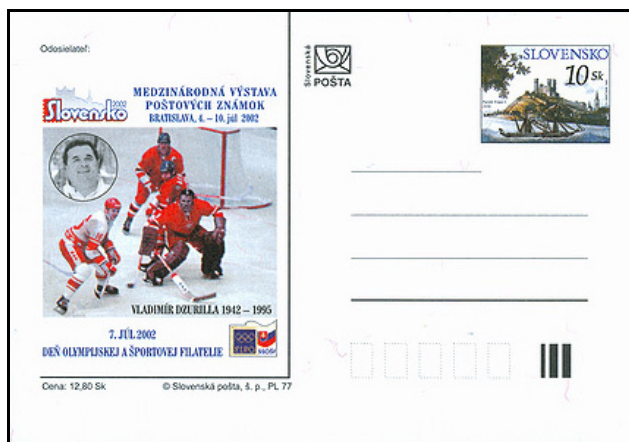 Odosielateľ:
Slovensko
2002
MEDZINÁRODNÁ VÝSTAVA
POŠTOVÝCH ZNÁMOK
BRATISLAVA, 4. – 10. júl 2002
VLADIMÍR DZURILLA 1942 – 1995
7. JÚL 2002
DEŇ OLYMPIJSKEJ A ŠPORTOVEJ FILATELIE
Cena: 12,80 Sk
© Slovenská pošta, š. p., PL 77
Slovenská
POŠTA
SLOVENSKO
10 Sk